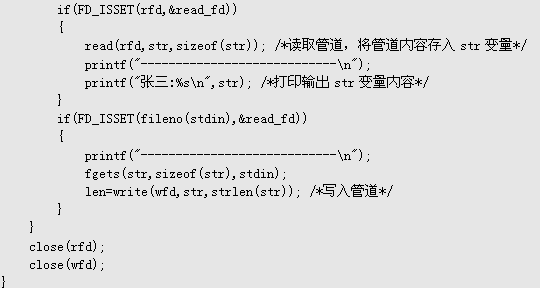 if(FD_ISSET(rfd,&read_fd))
{
read(rfd,str,sizeof(str)); /*读取管道，将管道内容存入 str 变量*/
printf("----------------------------\n");
printf("张三:%s\n",str); /*打印输出 str 变量内容*/
}
if(FD_ISSET(fileno(stdin),&read_fd))
{
printf("----------------------------\n");
fgets(str,sizeof(str),stdin);
len=write(wfd,str,strlen(str)); /*写入管道*/
}
}
close(rfd);
close(wfd);
}